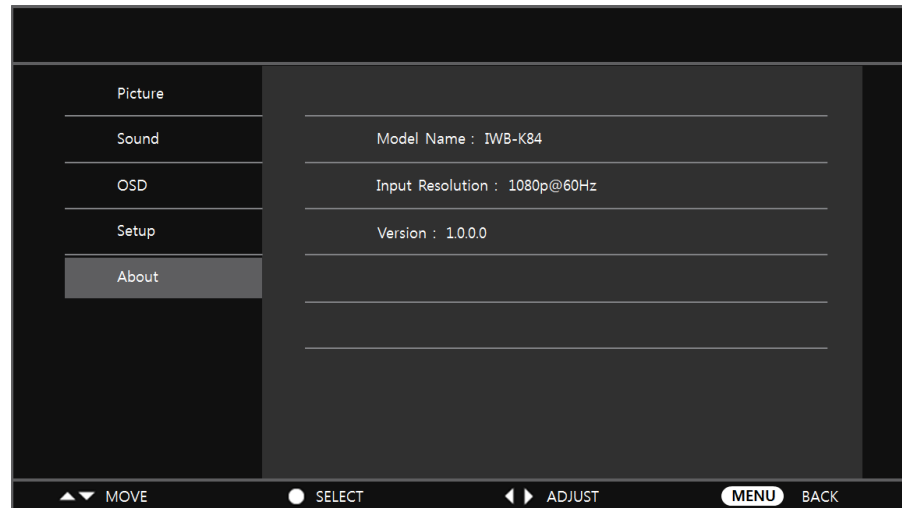 Picture
Sound
OSD
Setup
About
Model Name : IWB-K84
Input Resolution : 1080p@60Hz
Version : 1.0.0.0
MOVE SELECT ADJUST MENU BACK